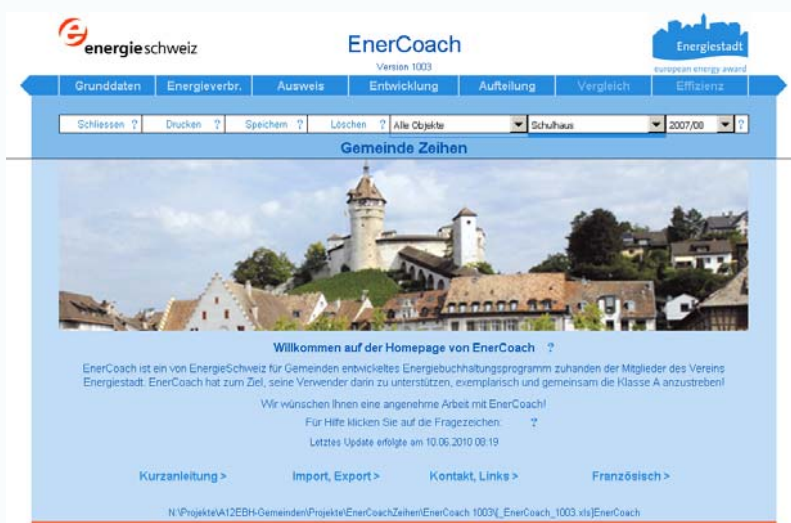 energieschweiz
EnerCoach
Version 1003
Energiestadt
european energy award
Grunddaten Energieverbr. Ausweis Entwicklung Aufteilung Vergleich Effizienz
Schliessen ? Drucken ? Speichern ? Löschen ? Alle Objekte Schulhaus 2007/08 ?
Gemeinde Zeihen
Willkommen auf der Homepage von EnerCoach ?
EnerCoach ist ein von EnergieSchweiz für Gemeinden entwickeltes Energiebuchhaltungsprogramm zuhanden der Mitglieder des Vereins
Energiestadt. EnerCoach hat zum Ziel, seine Verwender darin zu unterstützen, exemplarisch und gemeinsam die Klasse A anzustreben!
Wir wünschen Ihnen eine angenehme Arbeit mit EnerCoach!
Für Hilfe klicken Sie auf die Fragezeichen: ?
Letztes Update erfolgte am 10.06.2010 08:19
Kurzanleitung > Import, Export > Kontakt, Links > Französisch >
N:\Projekte\A12EBH-Gemeinden\Projekte\EnerCoachZeihen\EnerCoach 1003\[_EnerCoach_1003.xls]EnerCoach